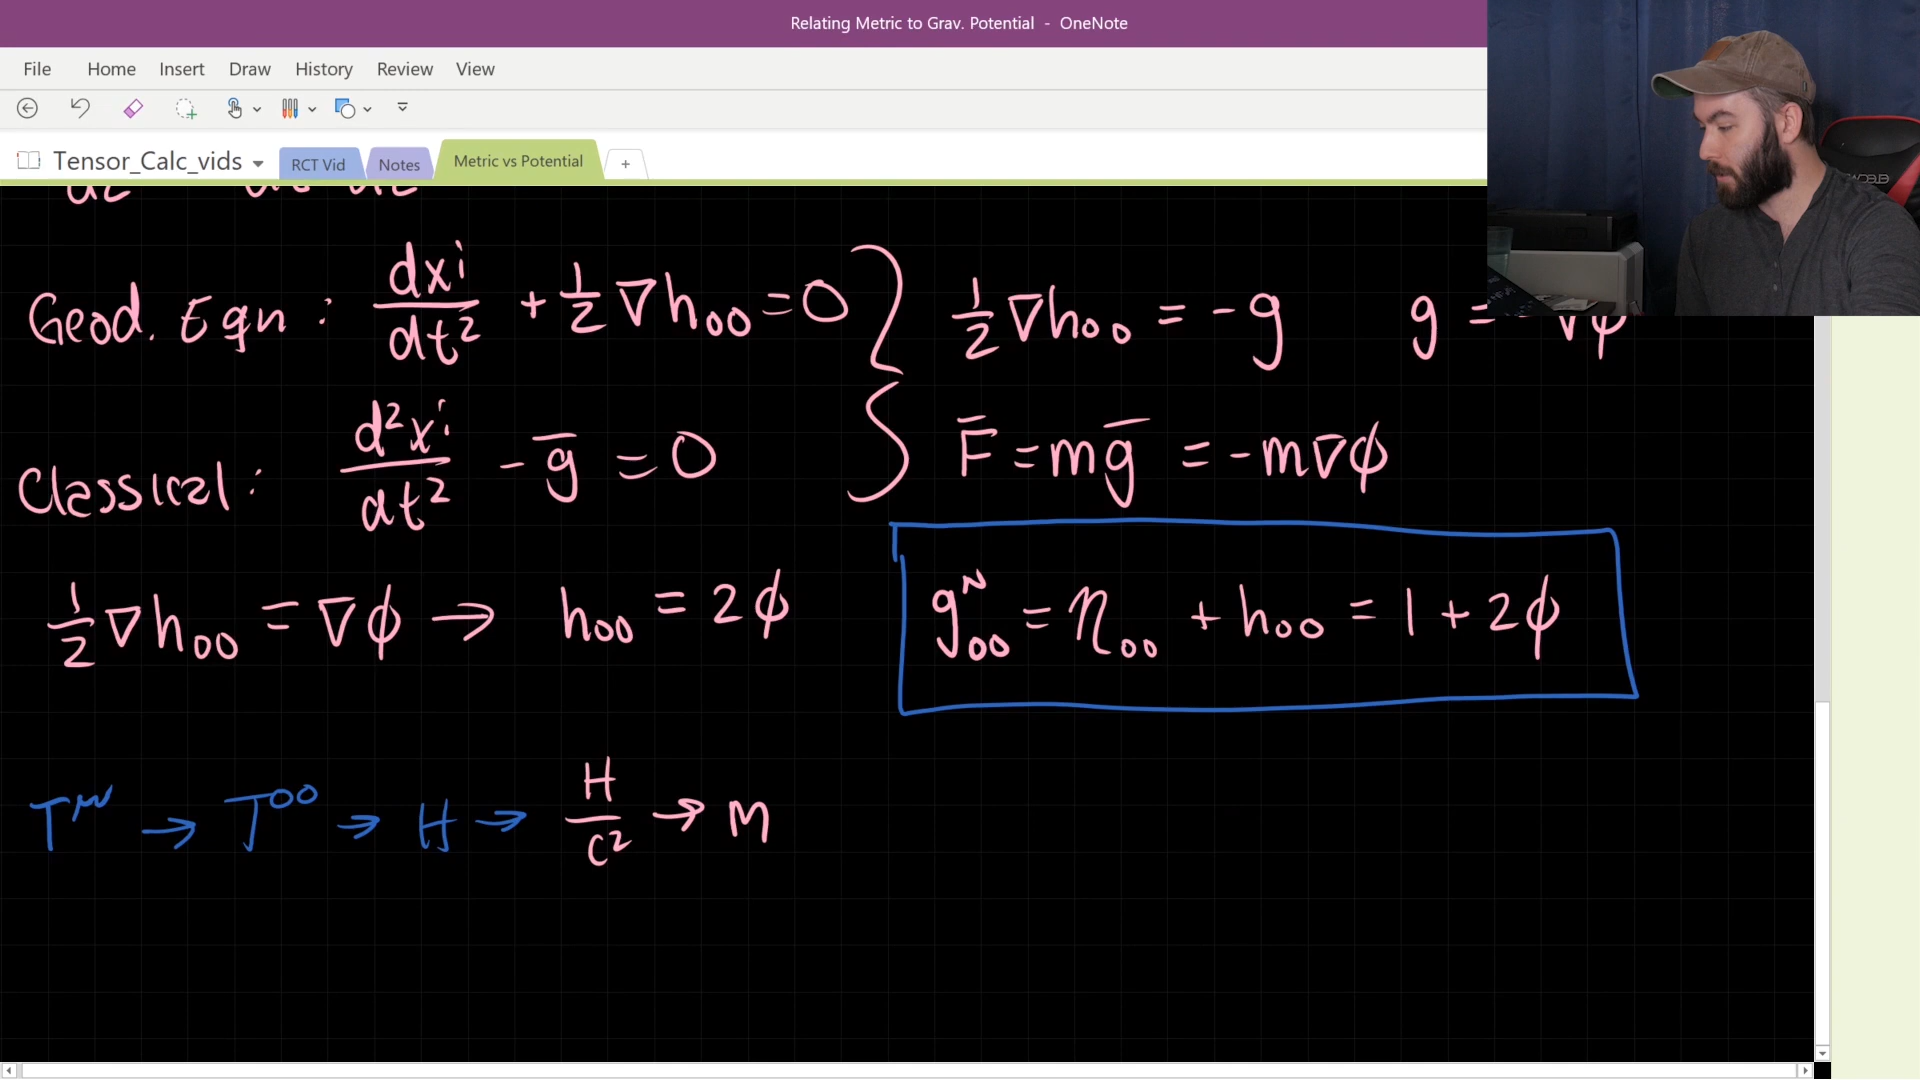 Relating Metric to Grav. Potential - OneNote
File Home Insert Draw History Review View
Tensor_Calc_vids RCT Vid Notes Metric vs Potential +
Geod. Eqn : dxⁱ/dt² + 1/2 ∇h₀₀ = 0
1/2 ∇h₀₀ = -g g = - ∇φ
Classical : d²xⁱ/dt² - g̅ = 0
F̅ = mg̅ = -m∇φ
1/2 ∇h₀₀ = ∇φ → h₀₀ = 2φ
g₀₀ᴺ = η₀₀ + h₀₀ = 1 + 2φ
T^μν → T⁰⁰ → H → H/c² → M